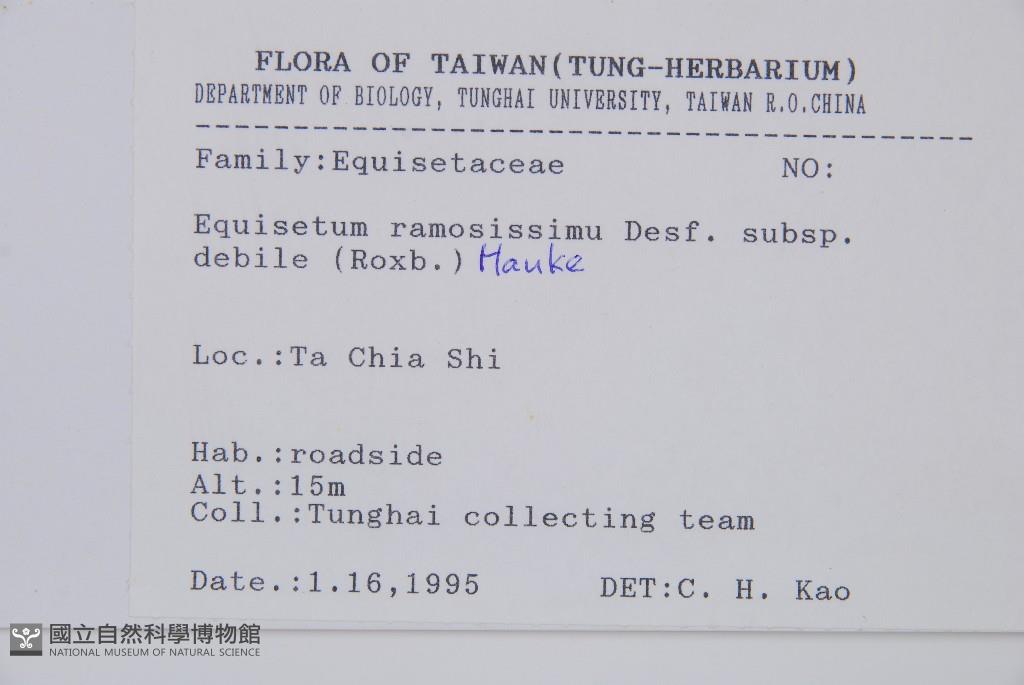 FLORA OF TAIWAN(TUNG-HERBARIUM)
DEPARTMENT OF BIOLOGY, TUNGHAI UNIVERSITY, TAIWAN R.O.CHINA
Family:Equisetaceae NO:
Equisetum ramosissimu Desf. subsp.
debile (Roxb.) Hauke
Loc.:Ta Chia Shi
Hab.:roadside
Alt.:15m
Coll.:Tunghai collecting team
Date.:1.16,1995 DET:C. H. Kao
國立自然科學博物館
NATIONAL MUSEUM OF NATURAL SCIENCE